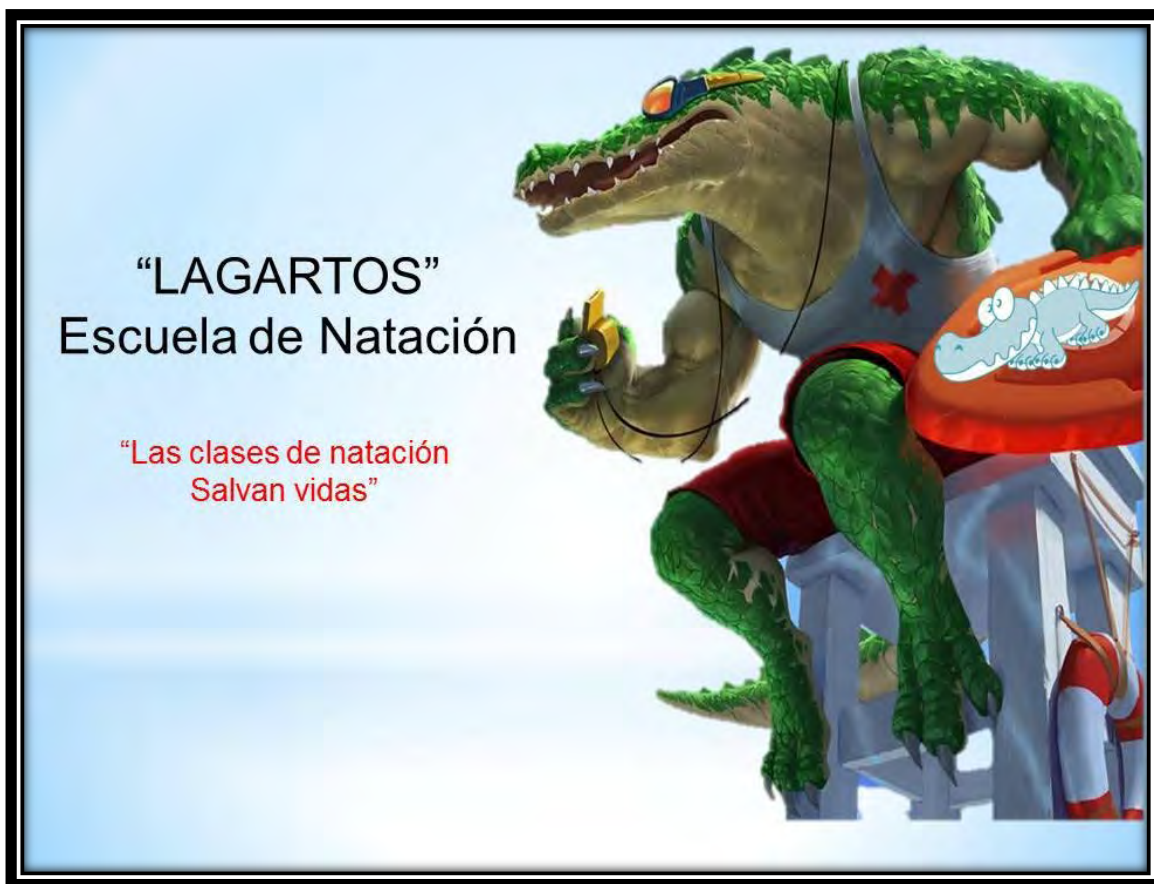 “LAGARTOS”
Escuela de Natación
“Las clases de natación
Salvan vidas”